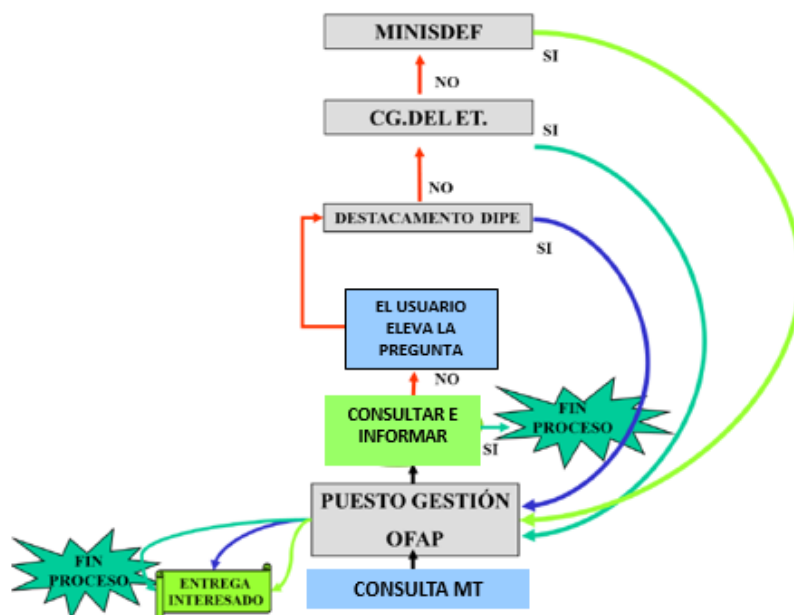 MINISDEF
SI
NO
CG.DEL ET.
SI
NO
DESTACAMENTO DIPE
SI
EL USUARIO
ELEVA LA
PREGUNTA
NO
CONSULTAR E
INFORMAR
SI
FIN
PROCESO
PUESTO GESTIÓN
OFAP
FIN
PROCESO
ENTREGA
INTERESADO
CONSULTA MT